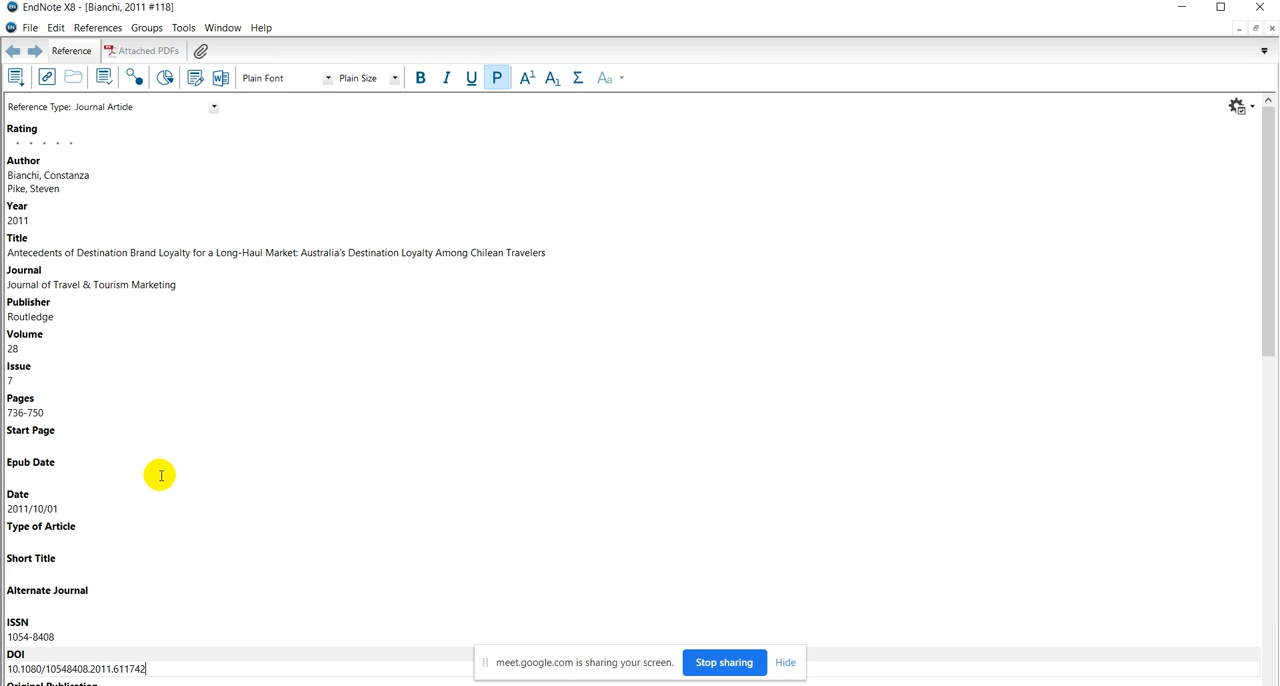 EndNote X8 - [Bianchi, 2011 #118]
File Edit References Groups Tools Window Help
Reference Attached PDFs
Plain Font Plain Size B I U P A¹ A₁ Σ Aa
Reference Type: Journal Article
Rating
Author
Bianchi, Constanza
Pike, Steven
Year
2011
Title
Antecedents of Destination Brand Loyalty for a Long-Haul Market: Australia's Destination Loyalty Among Chilean Travelers
Journal
Journal of Travel & Tourism Marketing
Publisher
Routledge
Volume
28
Issue
7
Pages
736-750
Start Page
Epub Date
Date
2011/10/01
Type of Article
Short Title
Alternate Journal
ISSN
1054-8408
DOI
10.1080/10548408.2011.611742
Original Publication
meet.google.com is sharing your screen. Stop sharing Hide